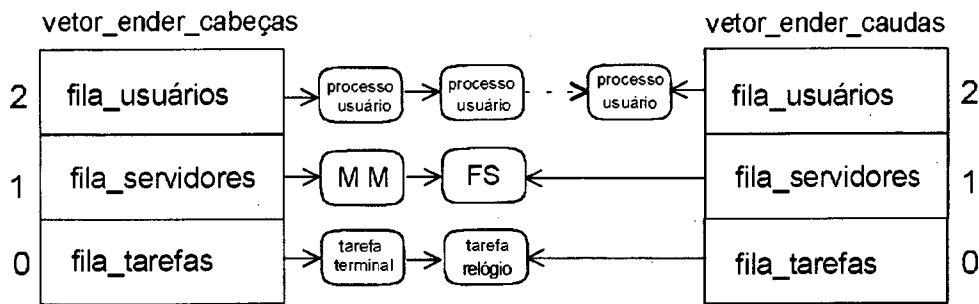 vetor_ender_cabeças vetor_ender_caudas
2 fila_usuários processo usuário processo usuário processo usuário fila_usuários 2
1 fila_servidores M M FS fila_servidores 1
0 fila_tarefas tarefa terminal tarefa relógio fila_tarefas 0